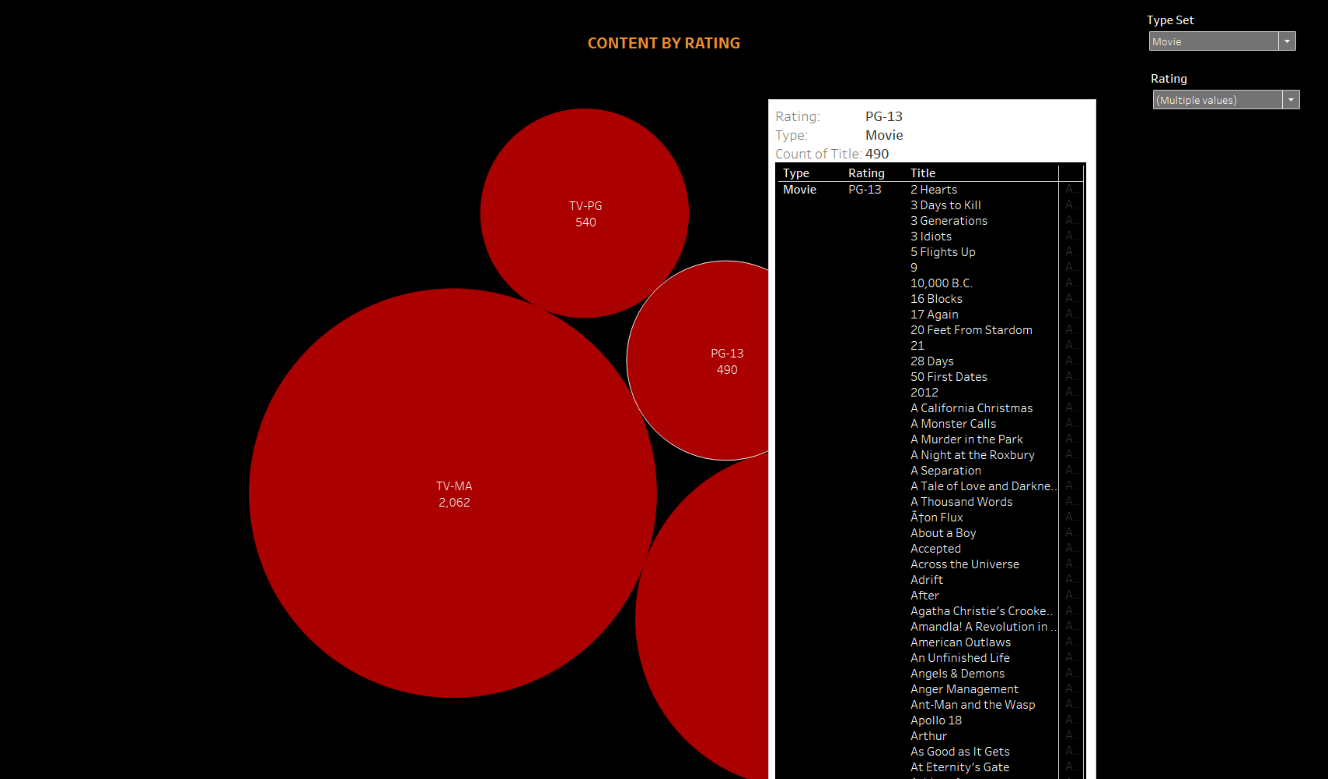 CONTENT BY RATING
Type Set
Movie
Rating
(Multiple values)
TV-PG
540
PG-13
490
TV-MA
2,062
Rating: PG-13
Type: Movie
Count of Title: 490
Type Rating Title
Movie PG-13 2 Hearts A..
3 Days to Kill A..
3 Generations A..
3 Idiots A..
5 Flights Up A..
9 A..
10,000 B.C. A..
16 Blocks A..
17 Again A..
20 Feet From Stardom A..
21 A..
28 Days A..
50 First Dates A..
2012 A..
A California Christmas A..
A Monster Calls A..
A Murder in the Park A..
A Night at the Roxbury A..
A Separation A..
A Tale of Love and Darkne.. A..
A Thousand Words A..
Æon Flux A..
About a Boy A..
Accepted A..
Across the Universe A..
Adrift A..
After A..
Agatha Christie’s Crooke.. A..
Amandla! A Revolution in .. A..
American Outlaws A..
An Unfinished Life A..
Angels & Demons A..
Anger Management A..
Ant-Man and the Wasp A..
Apollo 18 A..
Arthur A..
As Good as It Gets A..
At Eternity’s Gate A..